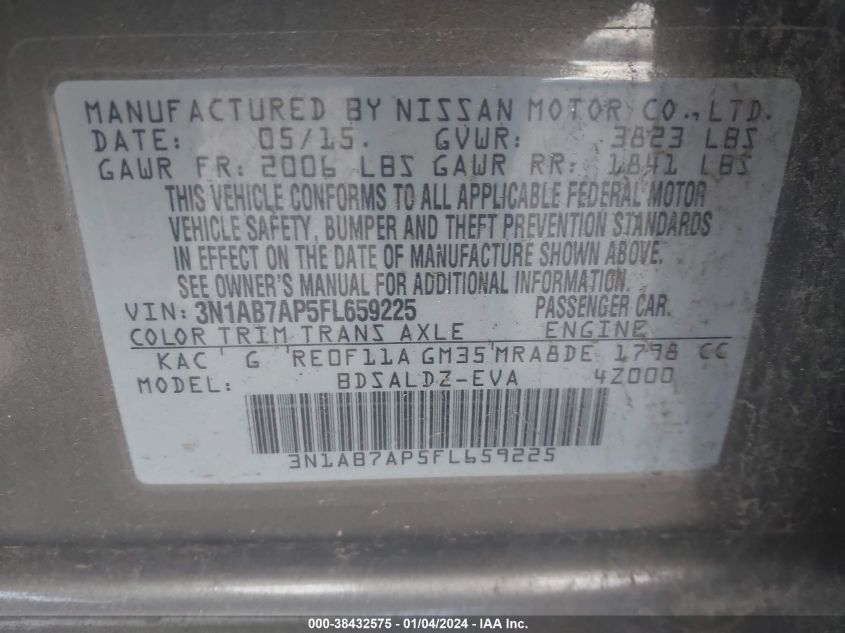 MANUFACTURED BY NISSAN MOTOR CO., LTD.
DATE: 05/15. GVWR: 3823 LBS
GAWR FR: 2006 LBS GAWR RR: 1841 LBS
THIS VEHICLE CONFORMS TO ALL APPLICABLE FEDERAL MOTOR
VEHICLE SAFETY, BUMPER AND THEFT PREVENTION STANDARDS
IN EFFECT ON THE DATE OF MANUFACTURE SHOWN ABOVE.
SEE OWNER'S MANUAL FOR ADDITIONAL INFORMATION.
VIN: 3N1AB7AP5FL659225 PASSENGER CAR.
COLOR TRIM TRANS AXLE ENGINE
KAC G RE0F11A GM35 MRA8DE 1798 CC
MODEL: BDSALDZ-EVA 4Z000
3N1AB7AP5FL659225
000-38432575 - 01/04/2024 - IAA Inc.